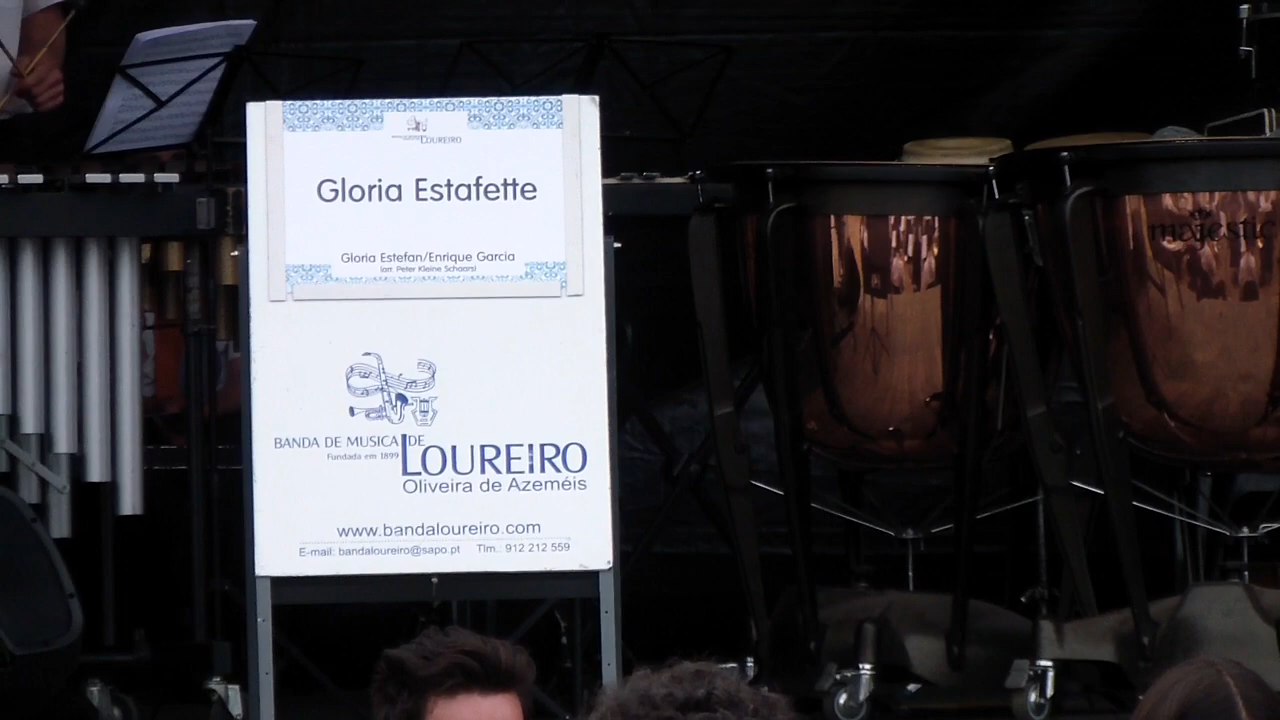 LOUREIRO
Gloria Estafette
Gloria Estefan/Enrique Garcia
(arr. Peter Kleine Schaars)
BANDA DE MUSICA DE
Fundada em 1899
LOUREIRO
Oliveira de Azeméis
www.bandaloureiro.com
E-mail: bandaloureiro@sapo.pt Tlm.: 912 212 559
majestic